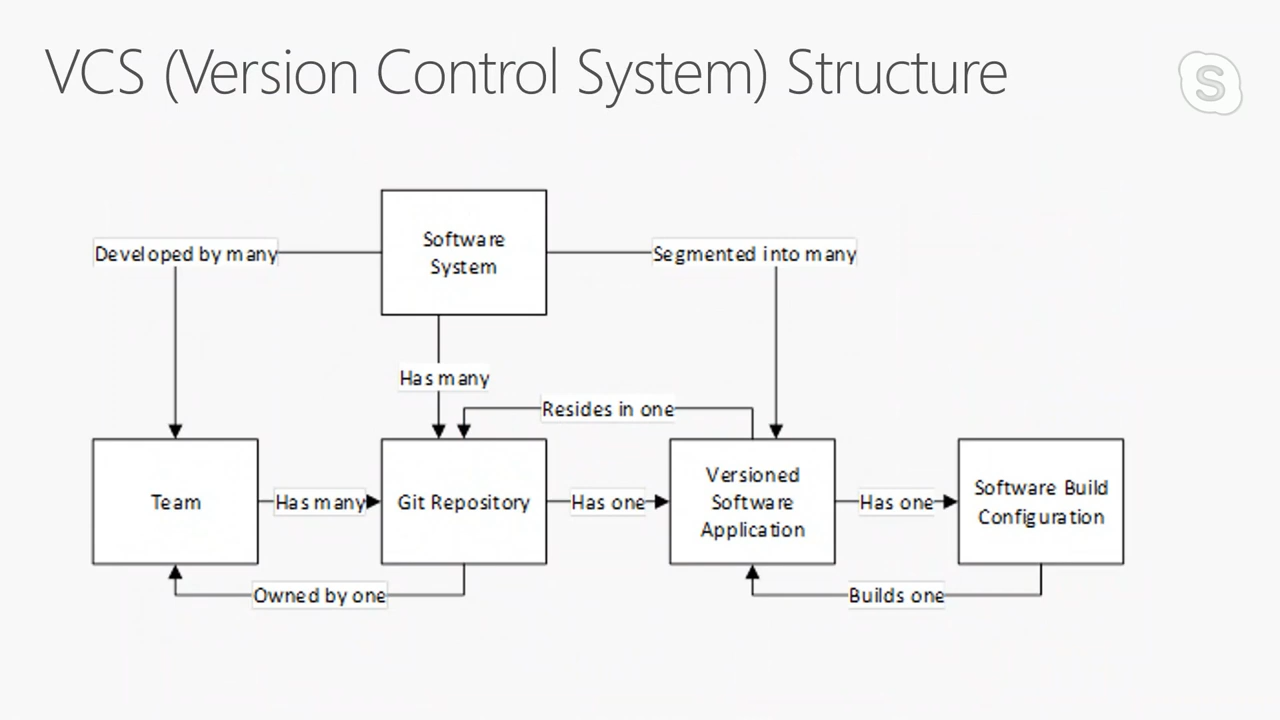 VCS (Version Control System) Structure
S
Software
System
Developed by many
Segmented into many
Has many
Resides in one
Team
Has many
Git Repository
Has one
Versioned
Software
Application
Has one
Software Build
Configuration
Owned by one
Builds one